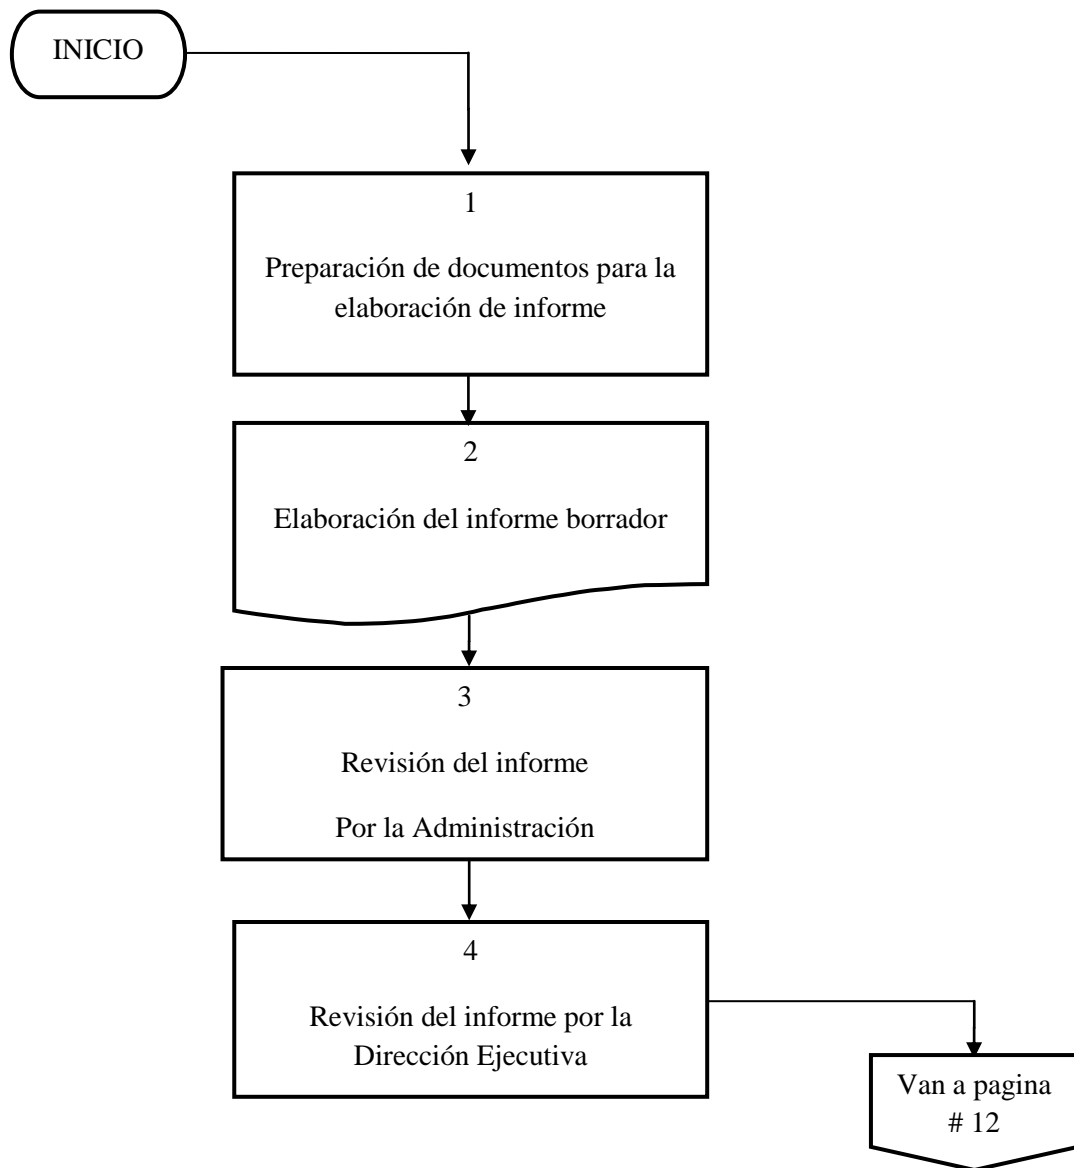 INICIO
1
Preparación de documentos para la
elaboración de informe
2
Elaboración del informe borrador
3
Revisión del informe
Por la Administración
4
Revisión del informe por la
Dirección Ejecutiva
Van a pagina
# 12